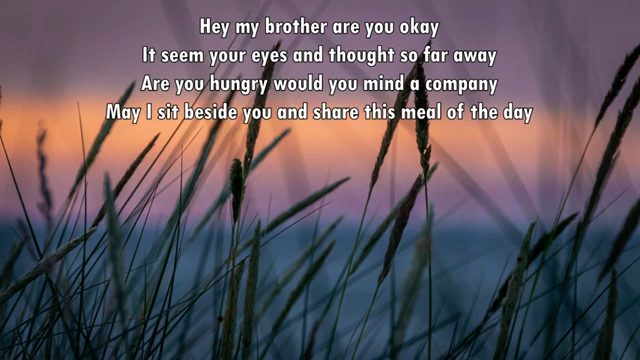 Hey my brother are you okay
It seem your eyes and thought so far away
Are you hungry would you mind a company
May I sit beside you and share this meal of the day